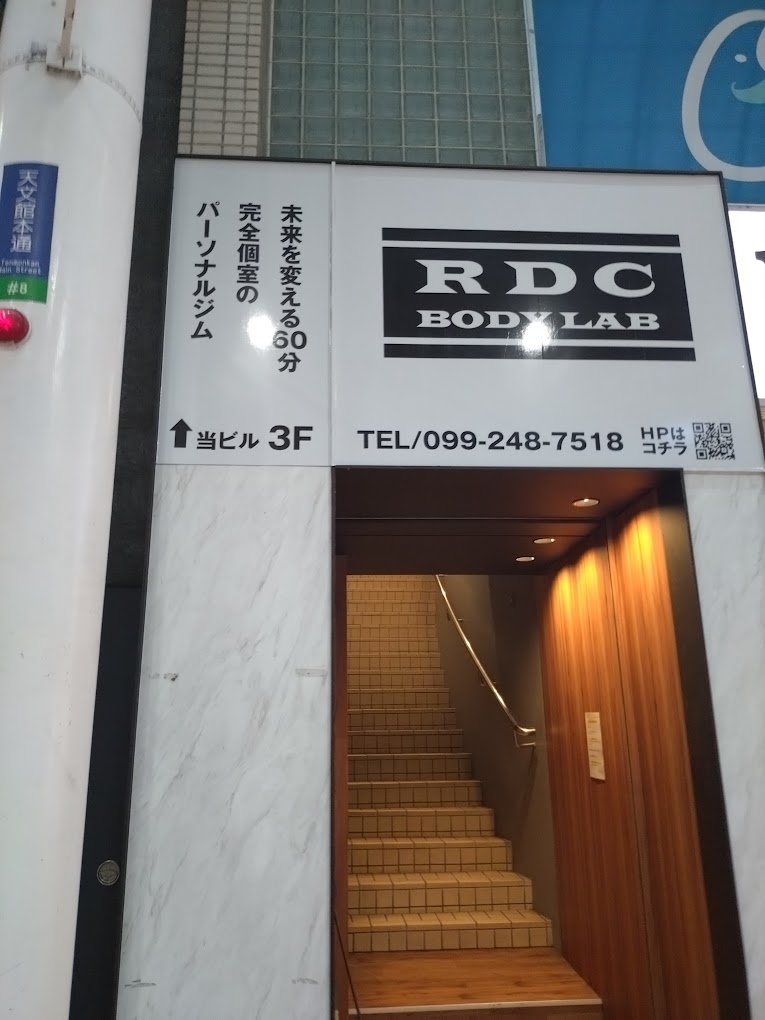 天文館本通
Tenmonkan
Main Street
#8
未来を変える60分
完全個室の
パーソナルジム
↑当ビル 3F
RDC
BODY LAB
TEL/099-248-7518
HPは
コチラ